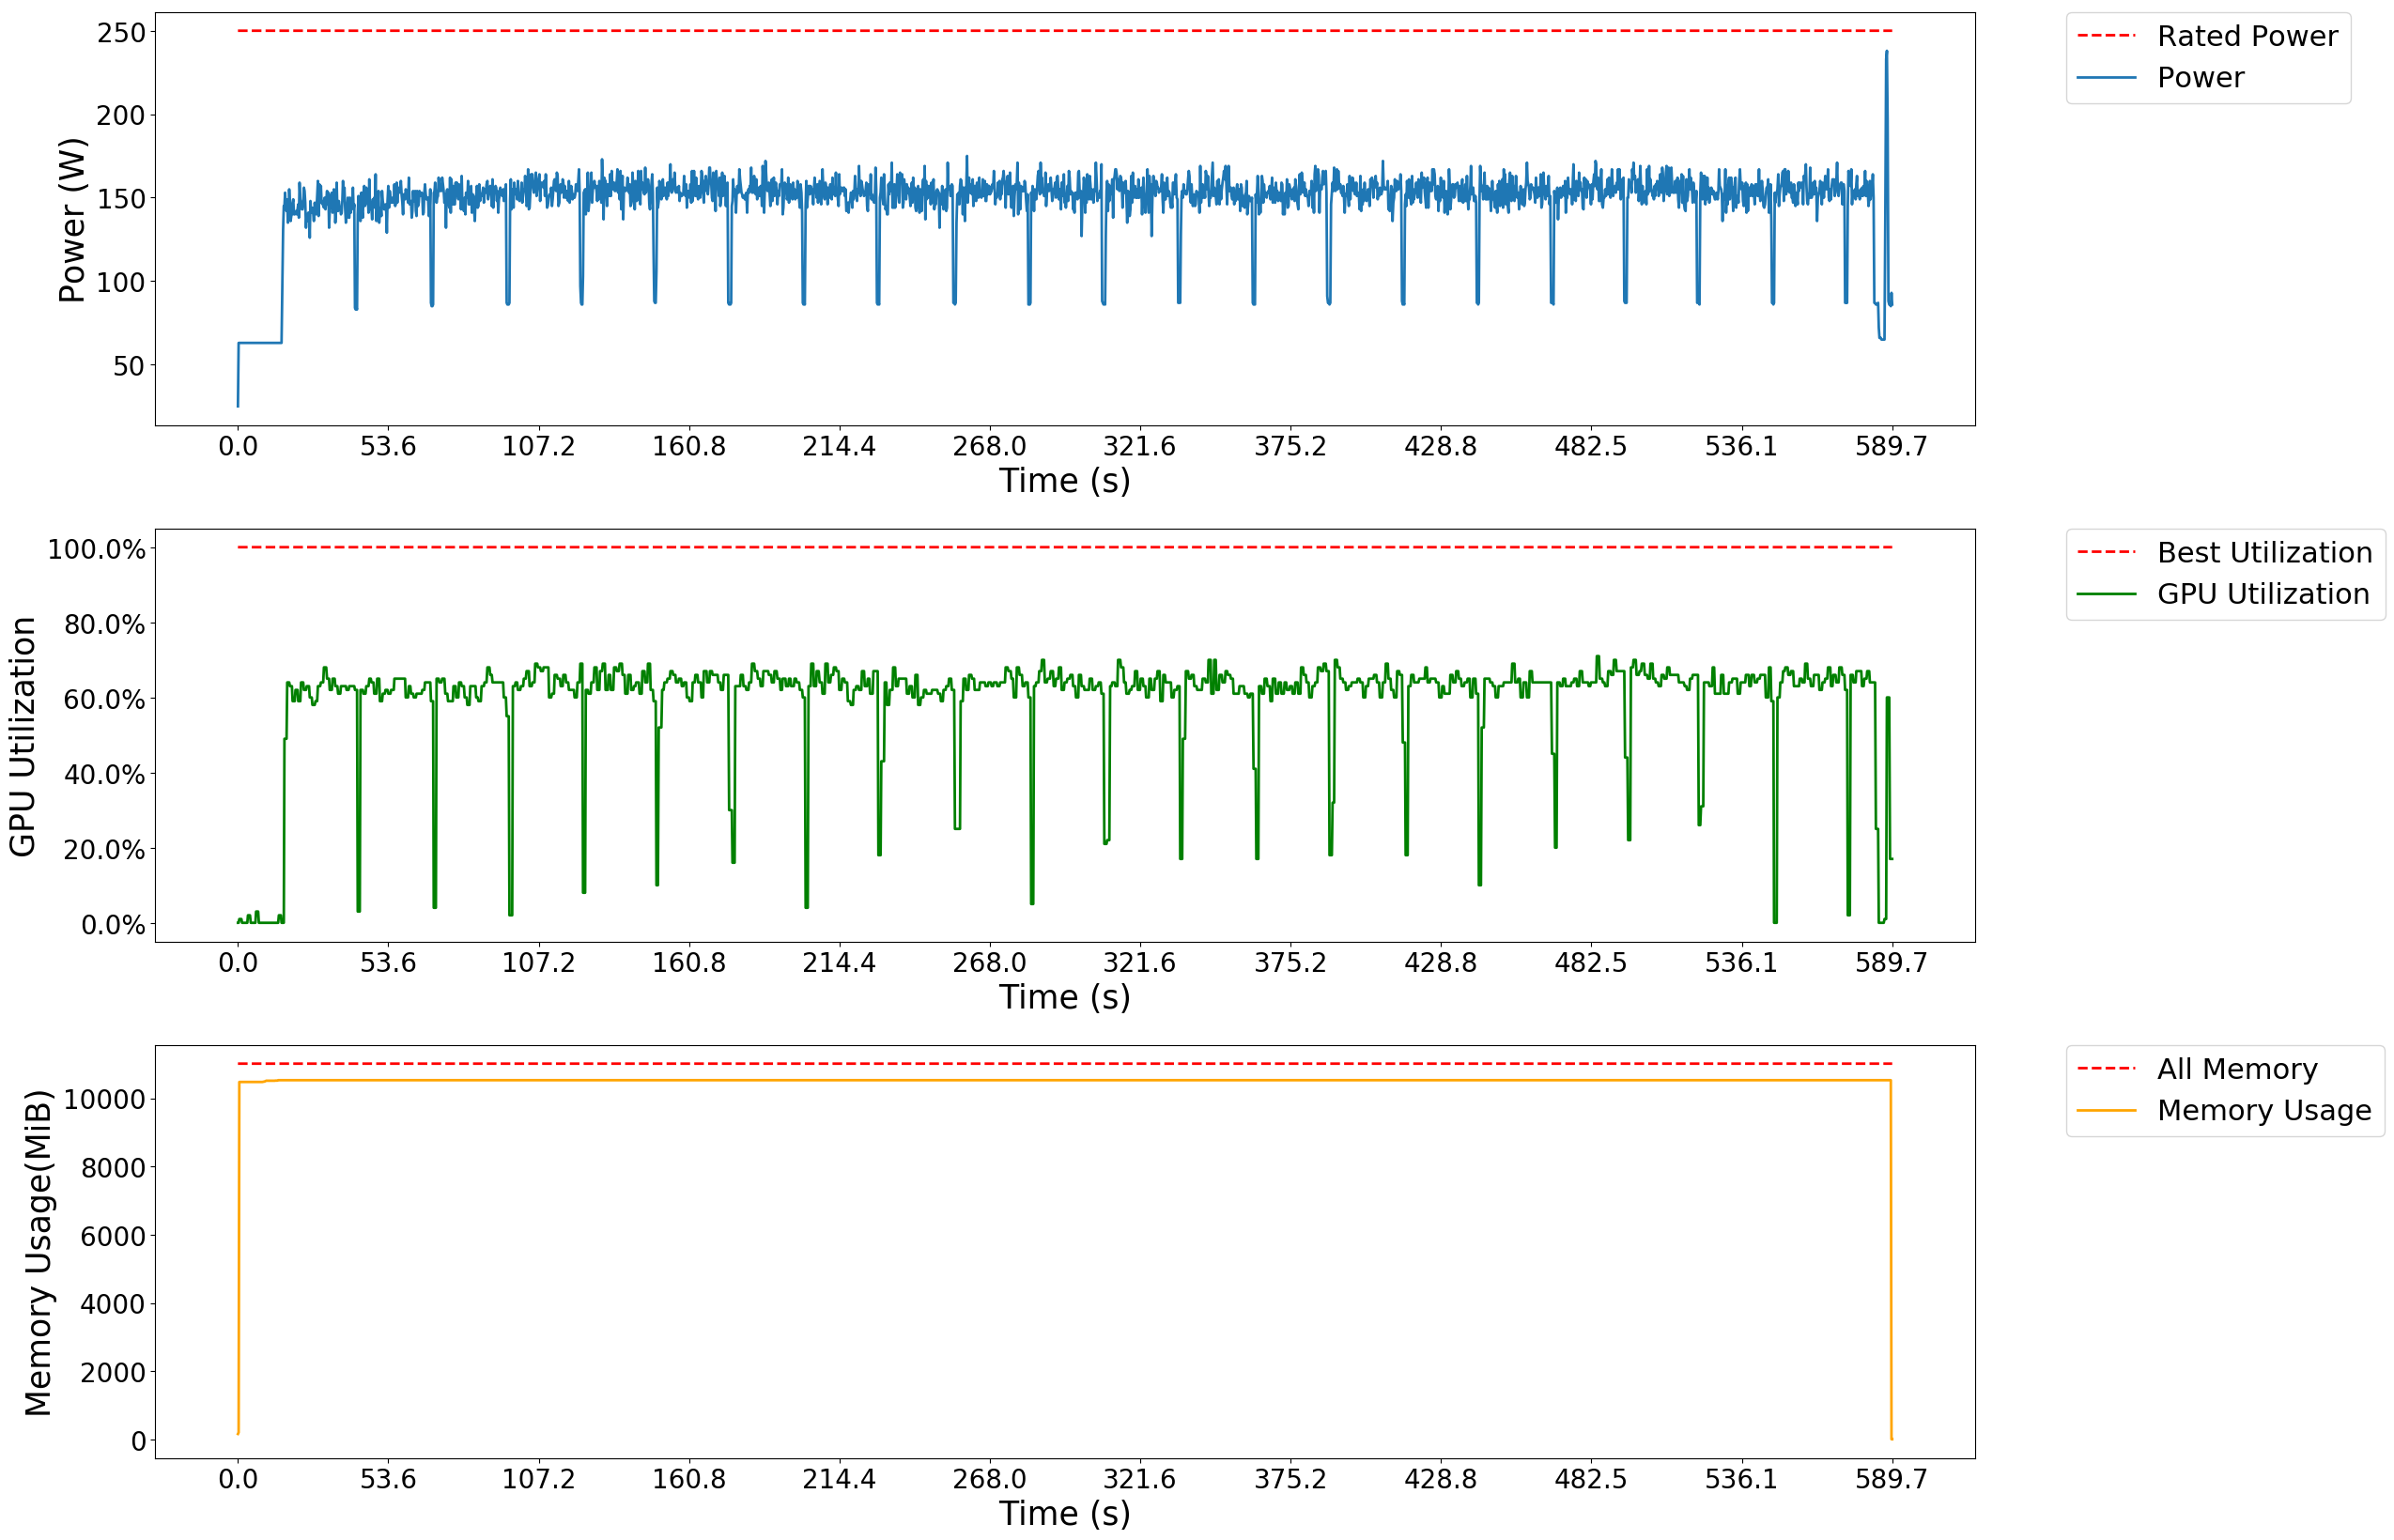 250
200
150
100
50
Power (W)
0.0 53.6 107.2 160.8 214.4 268.0 321.6 375.2 428.8 482.5 536.1 589.7
Time (s)
Rated Power
Power
100.0%
80.0%
60.0%
40.0%
20.0%
0.0%
GPU Utilization
0.0 53.6 107.2 160.8 214.4 268.0 321.6 375.2 428.8 482.5 536.1 589.7
Time (s)
Best Utilization
GPU Utilization
10000
8000
6000
4000
2000
0
Memory Usage(MiB)
0.0 53.6 107.2 160.8 214.4 268.0 321.6 375.2 428.8 482.5 536.1 589.7
Time (s)
All Memory
Memory Usage